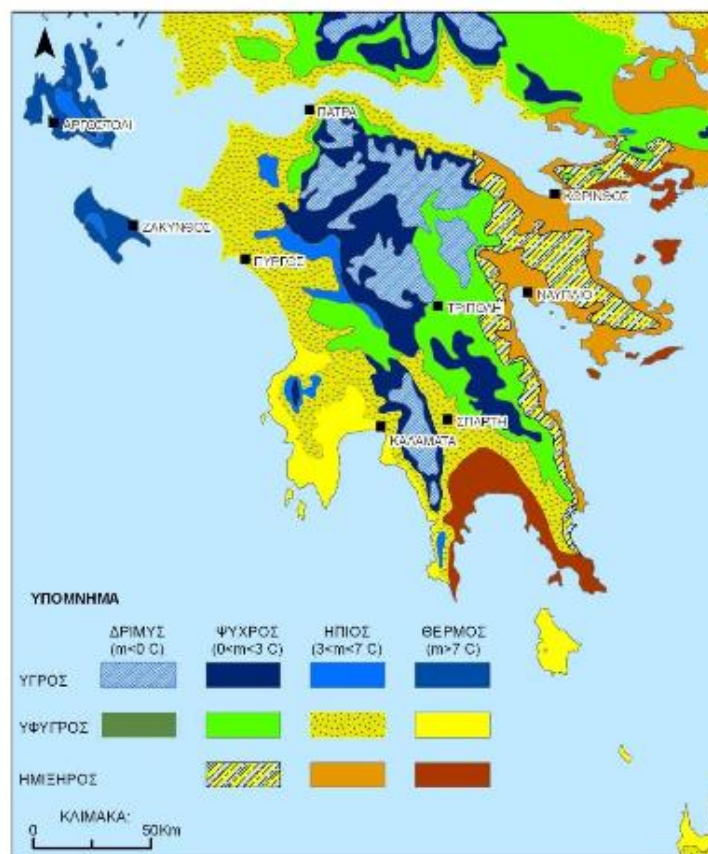 ΠΑΤΡΑ
ΑΡΓΟΣΤΟΛΙ
ΚΟΡΙΝΘΟΣ
ΖΑΚΥΝΘΟΣ
ΠΥΡΓΟΣ
ΝΑΥΠΛΙΟ
ΤΡΙΠΟΛΗ
ΣΠΑΡΤΗ
ΚΑΛΑΜΑΤΑ
ΥΠΟΜΝΗΜΑ
ΔΡΙΜΥΣ ΨΥΧΡΟΣ ΗΠΙΟΣ ΘΕΡΜΟΣ
(m<0 C) (0<m<3 C) (3<m<7 C) (m>7 C)
ΥΓΡΟΣ
ΥΦΥΓΡΟΣ
ΗΜΙΞΗΡΟΣ
ΚΛΙΜΑΚΑ:
0 50Km